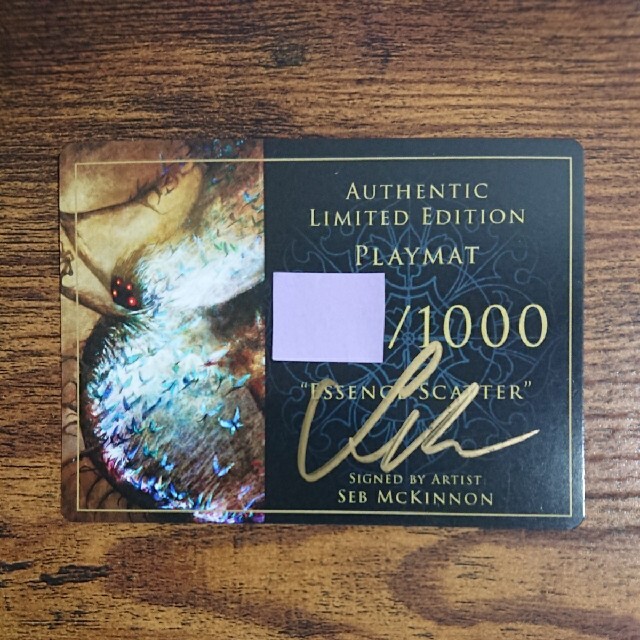 AUTHENTIC
LIMITED EDITION
PLAYMAT
/1000
"ESSENCE SCATTER"
SIGNED BY ARTIST
SEB MCKINNON